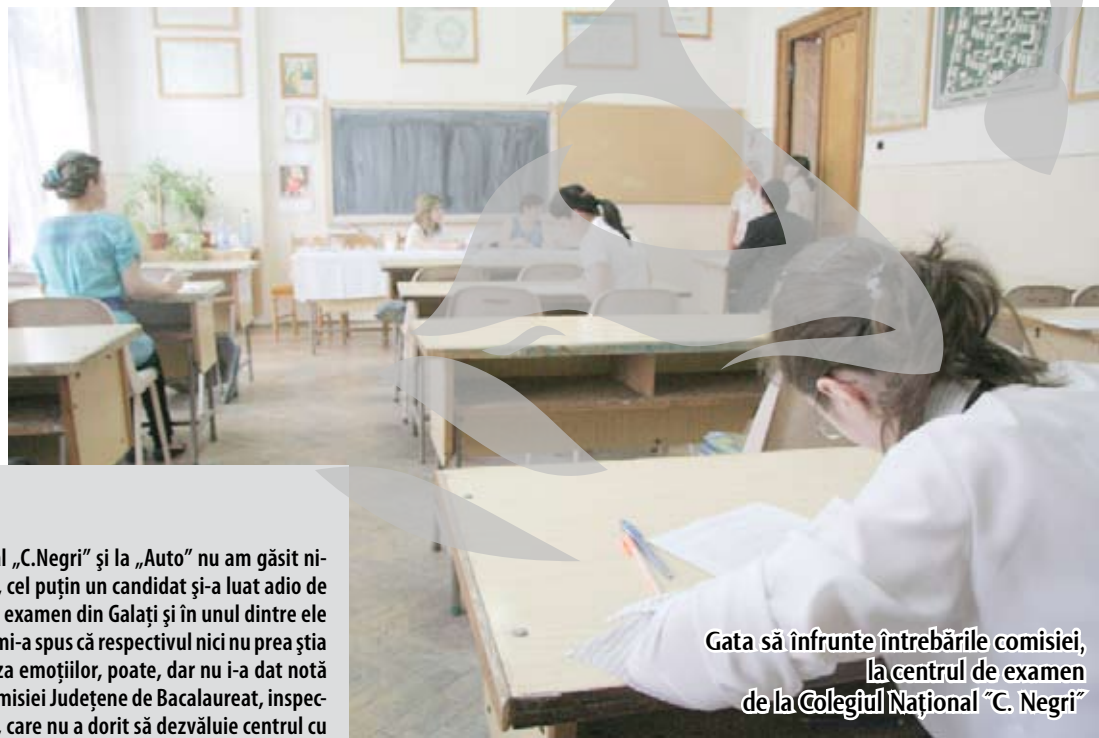 al „C.Negri” şi la „Auto” nu am găsit ni-
, cel puţin un candidat şi-a luat adio de
examen din Galaţi şi în unul dintre ele
mi-a spus că respectivul nici nu prea ştia
za emoţiilor, poate, dar nu i-a dat notă
misiei Judeţene de Bacalaureat, inspec-
, care nu a dorit să dezvăluie centrul cu
Gata să înfrunte întrebările comisiei,
la centrul de examen
de la Colegiul Naţional ˝C. Negri˝